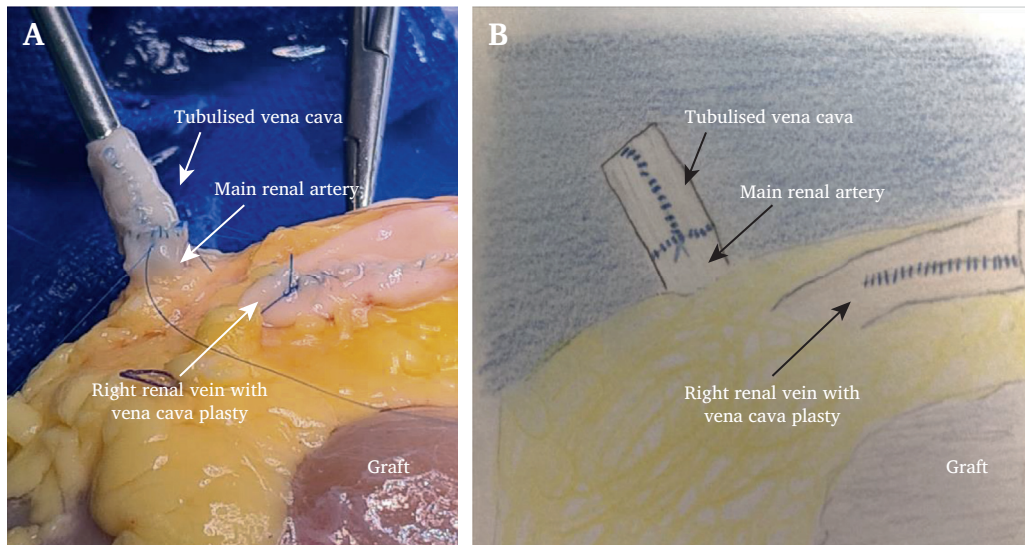 A
Tubulised vena cava
Main renal artery
Right renal vein with
vena cava plasty
Graft
B
Tubulised vena cava
Main renal artery
Right renal vein with
vena cava plasty
Graft